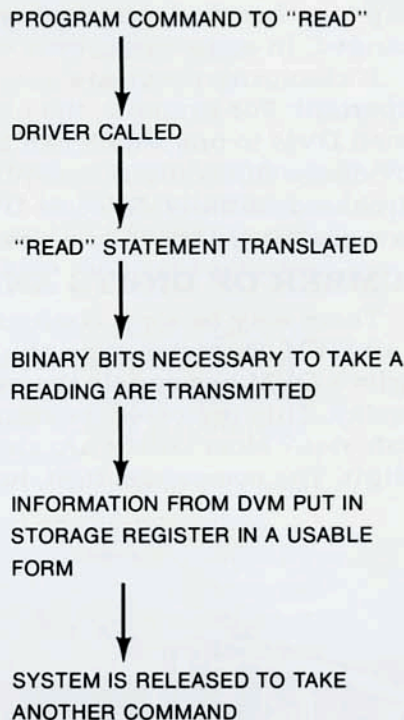 PROGRAM COMMAND TO "READ"
DRIVER CALLED
"READ" STATEMENT TRANSLATED
BINARY BITS NECESSARY TO TAKE A
READING ARE TRANSMITTED
INFORMATION FROM DVM PUT IN
STORAGE REGISTER IN A USABLE
FORM
SYSTEM IS RELEASED TO TAKE
ANOTHER COMMAND